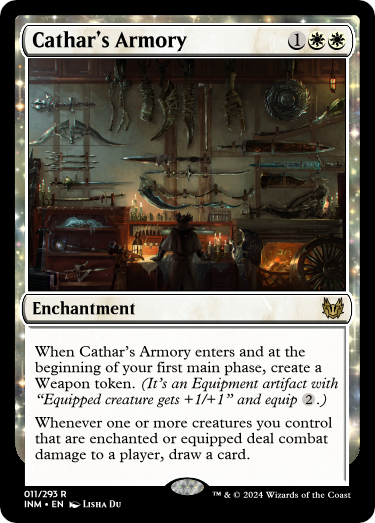 Cathar's Armory 1
Enchantment
When Cathar's Armory enters and at the
beginning of your first main phase, create a
Weapon token. (It's an Equipment artifact with
“Equipped creature gets +1/+1” and equip 2.)
Whenever one or more creatures you control
that are enchanted or equipped deal combat
damage to a player, draw a card.
011/293 R
INM • EN Lisha Du
™ & © 2024 Wizards of the Coast